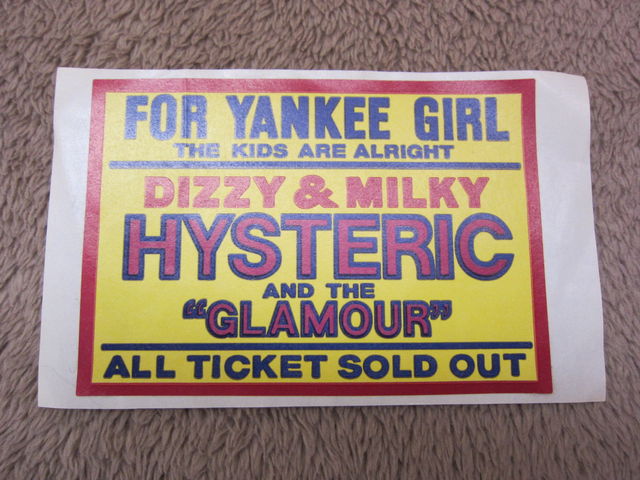 FOR YANKEE GIRL
THE KIDS ARE ALRIGHT
DIZZY & MILKY
HYSTERIC
AND THE
“GLAMOUR”
ALL TICKET SOLD OUT